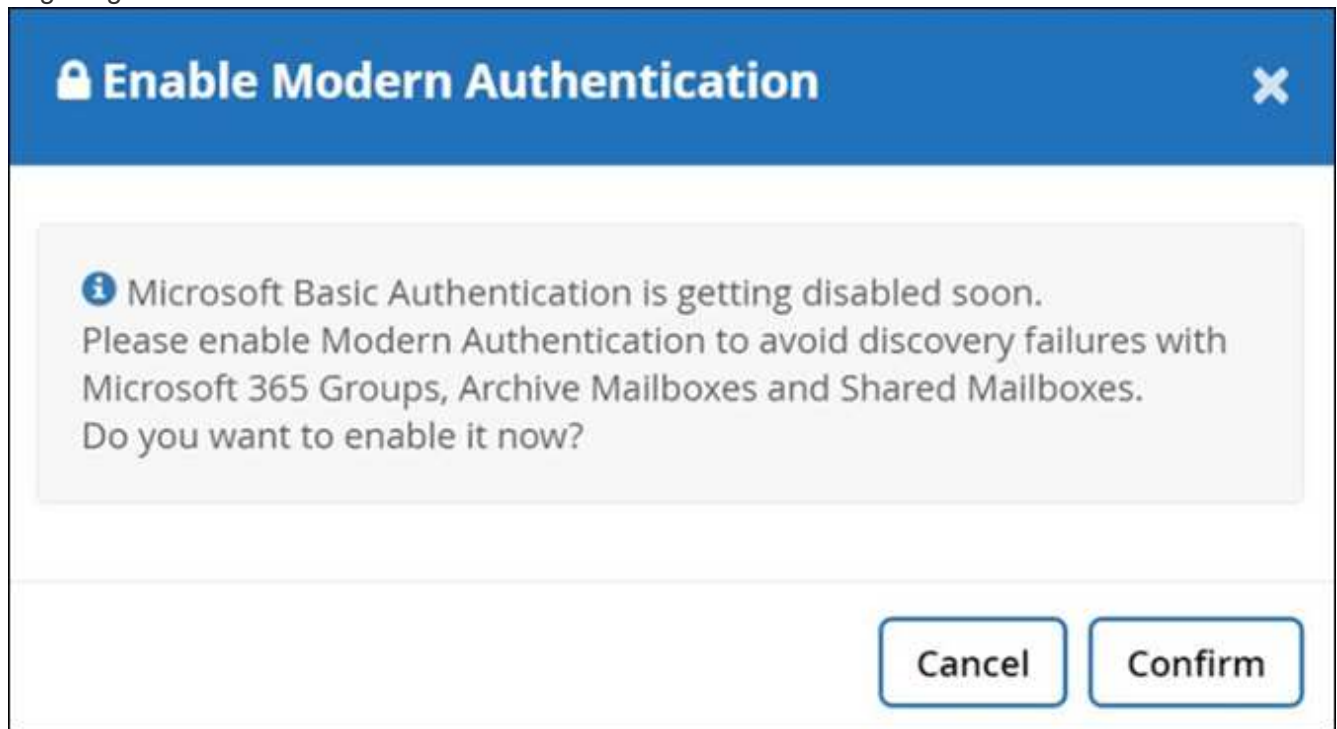 Enable Modern Authentication
Microsoft Basic Authentication is getting disabled soon.
Please enable Modern Authentication to avoid discovery failures with
Microsoft 365 Groups, Archive Mailboxes and Shared Mailboxes.
Do you want to enable it now?
Cancel Confirm